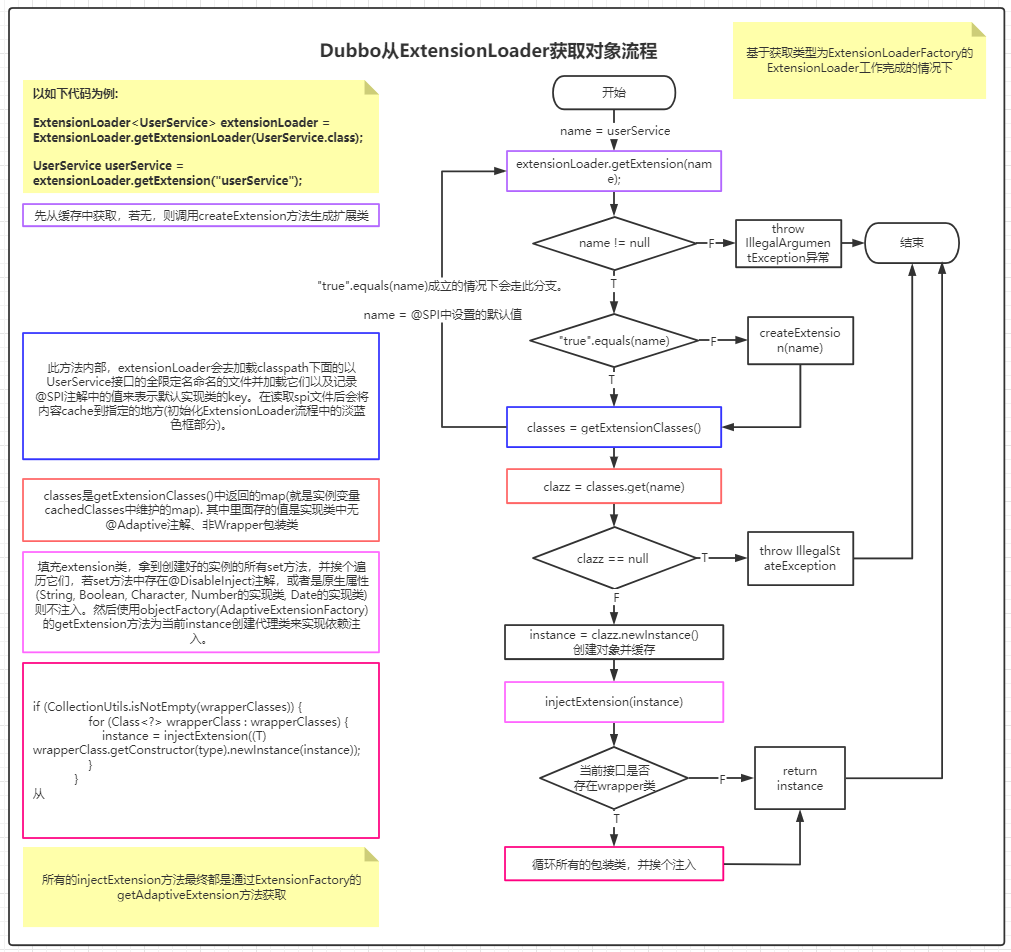 Dubbo从ExtensionLoader获取对象流程
基于获取类型为ExtensionLoaderFactory的
ExtensionLoader工作完成的情况下
以如下代码为例:
ExtensionLoader<UserService> extensionLoader =
ExtensionLoader.getExtensionLoader(UserService.class);
UserService userService =
extensionLoader.getExtension("userService");
先从缓存中获取，若无，则调用createExtension方法生成扩展类
开始
name = userService
extensionLoader.getExtension(nam
e);
name != null
F
throw
IllegalArgumen
tException异常
结束
T
"true".equals(name)成立的情况下会走此分支。
name = @SPI中设置的默认值
"true".equals(name)
F
createExtensio
n(name)
T
此方法内部，extensionLoader会去加载classpath下面的以
UserService接口的全限定名命名的文件并加载它们以及记录
@SPI注解中的值来表示默认实现类的key。在读取spi文件后会将
内容cache到指定的地方(初始化ExtensionLoader流程中的淡蓝
色框部分)。
classes = getExtensionClasses()
classes是getExtensionClasses()中返回的map(就是实例变量
cachedClasses中维护的map). 其中里面存的值是实现类中无
@Adaptive注解、非Wrapper包装类
clazz = classes.get(name)
clazz == null
T
throw IllegalSt
ateException
F
填充extension类，拿到创建好的实例的所有set方法，并挨个遍
历它们，若set方法中存在@DisableInject注解，或者是原生属性
(String, Boolean, Character, Number的实现类, Date的实现类)
则不注入。然后使用objectFactory(AdaptiveExtensionFactory)
的getExtension方法为当前instance创建代理类来实现依赖注
入。
instance = clazz.newInstance()
创建对象并缓存
injectExtension(instance)
if (CollectionUtils.isNotEmpty(wrapperClasses)) {
for (Class<?> wrapperClass : wrapperClasses) {
instance = injectExtension((T)
wrapperClass.getConstructor(type).newInstance(instance));
}
}
从
当前接口是否
存在wrapper类
F
return
instance
T
循环所有的包装类，并挨个注入
所有的injectExtension方法最终都是通过ExtensionFactory的
getAdaptiveExtension方法获取